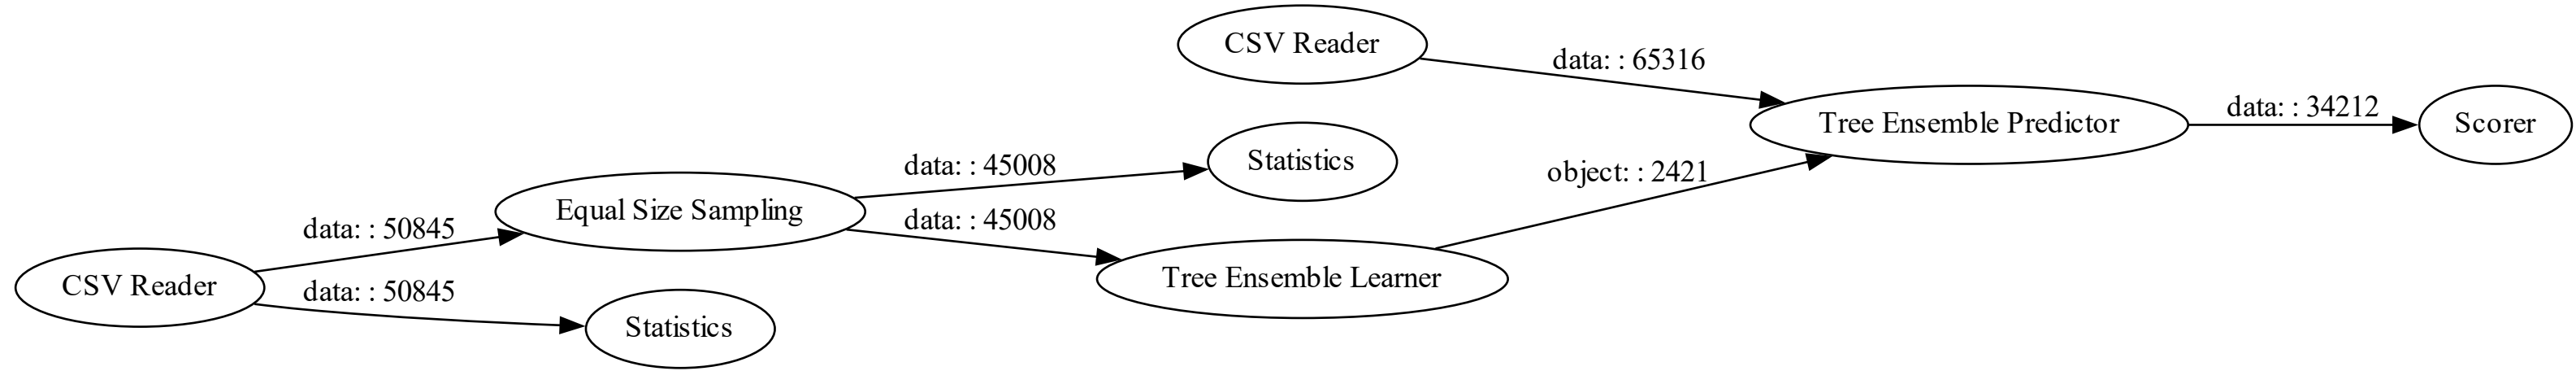 CSV Reader
data: : 65316
data: : 34212
Tree Ensemble Predictor
Scorer
data: : 45008
Statistics
object: : 2421
Equal Size Sampling
data: : 50845
data: : 45008
CSV Reader
Tree Ensemble Learner
data: : 50845
Statistics